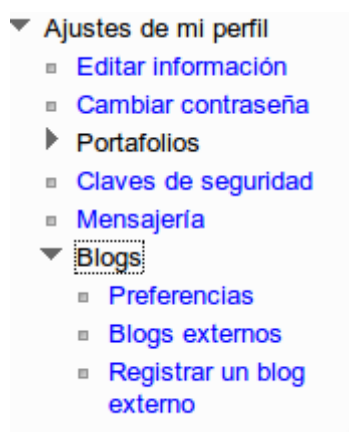 Ajustes de mi perfil
Editar información
Cambiar contraseña
Portafolios
Claves de seguridad
Mensajería
Blogs
Preferencias
Blogs externos
Registrar un blog
externo